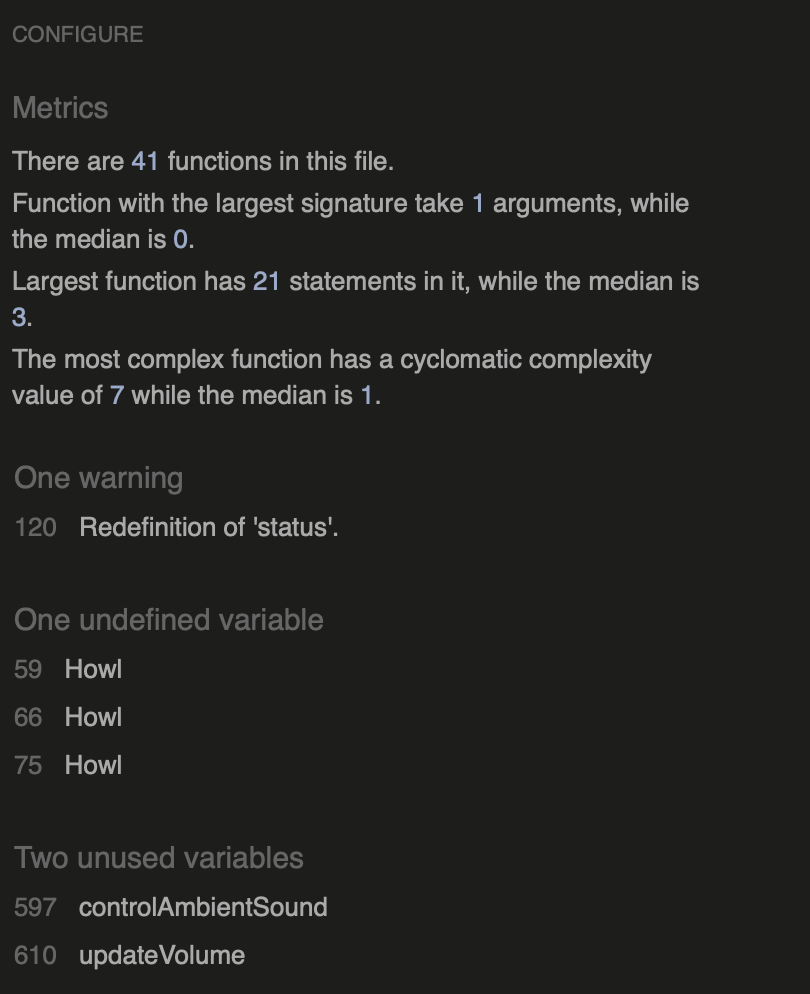 CONFIGURE
Metrics
There are 41 functions in this file.
Function with the largest signature take 1 arguments, while
the median is 0.
Largest function has 21 statements in it, while the median is
3.
The most complex function has a cyclomatic complexity
value of 7 while the median is 1.
One warning
120 Redefinition of 'status'.
One undefined variable
59 Howl
66 Howl
75 Howl
Two unused variables
597 controlAmbientSound
610 updateVolume